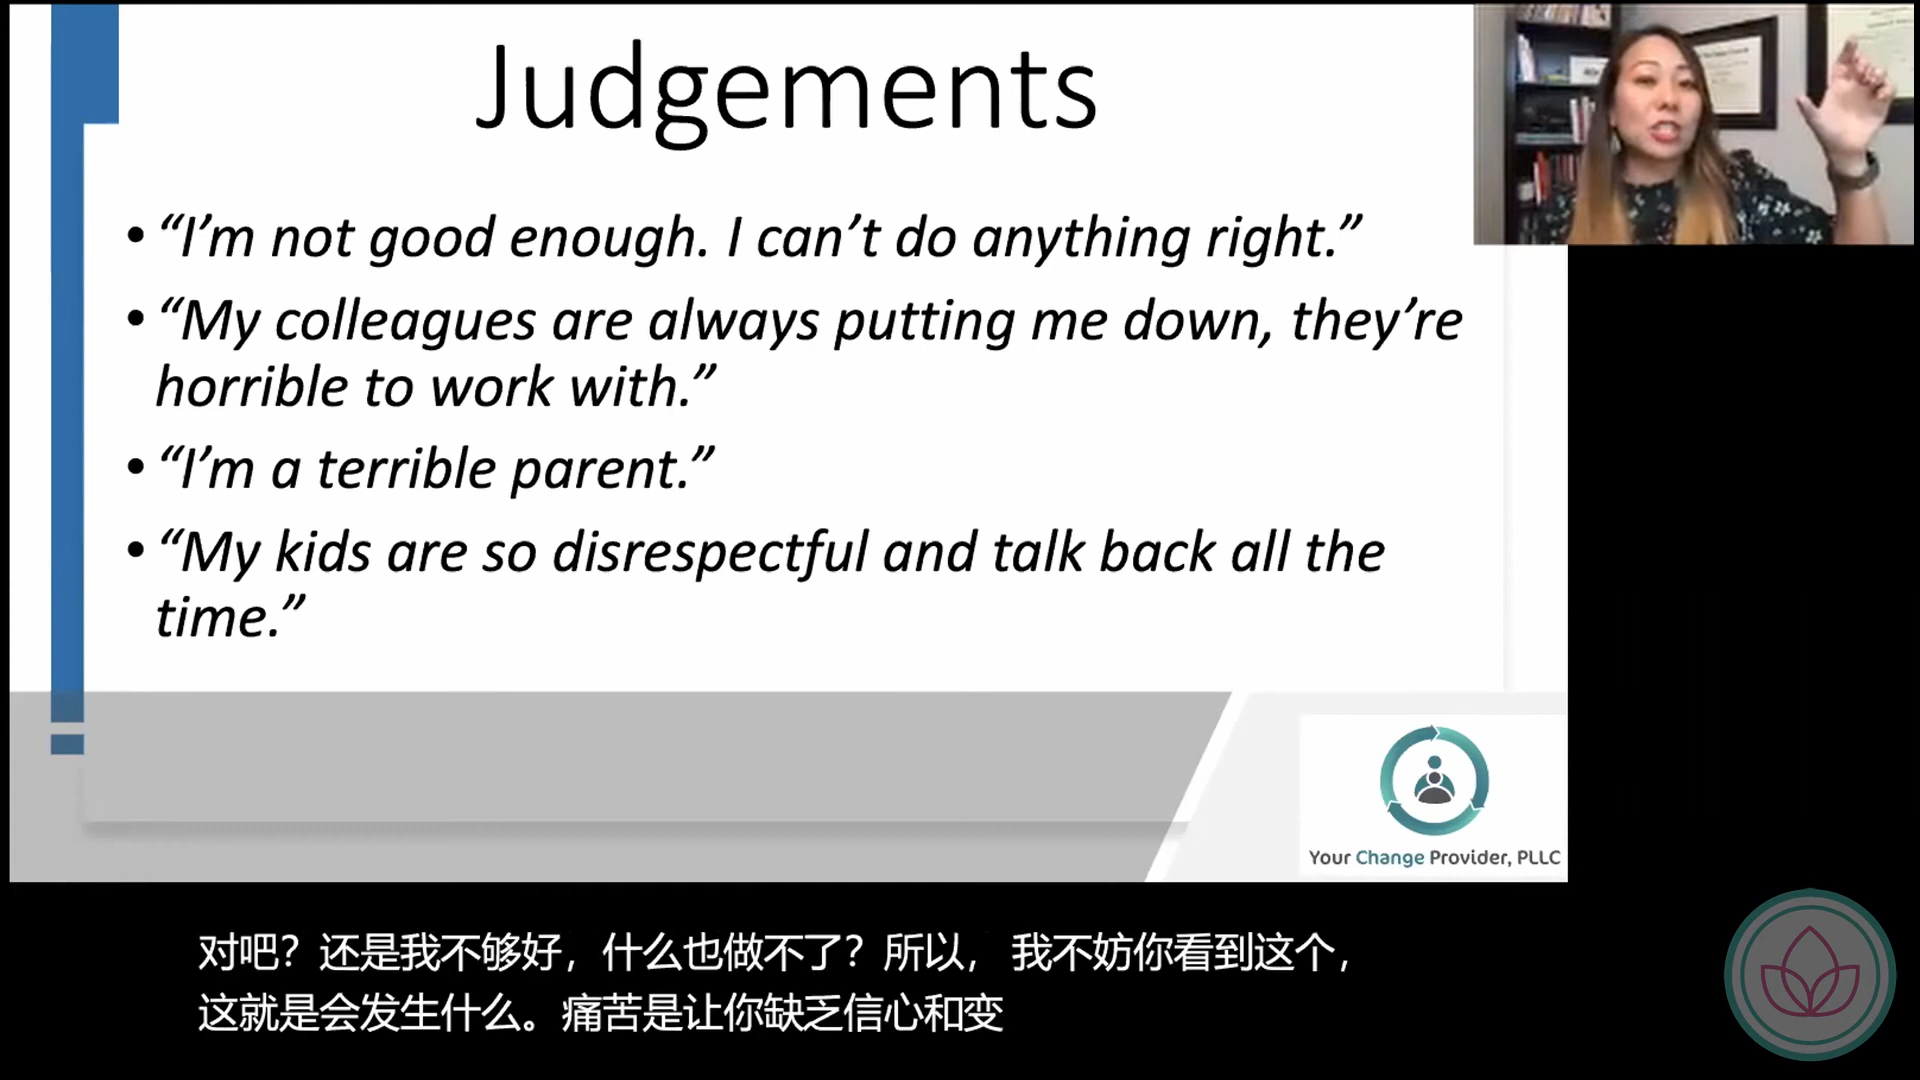 Judgements
• “I’m not good enough. I can’t do anything right.”
• “My colleagues are always putting me down, they’re
horrible to work with.”
• “I’m a terrible parent.”
• “My kids are so disrespectful and talk back all the
time.”
Your Change Provider, PLLC
对吧？还是我不够好，什么也做不了？所以， 我不妨你看到这个，
这就是会发生什么。痛苦是让你缺乏信心和变